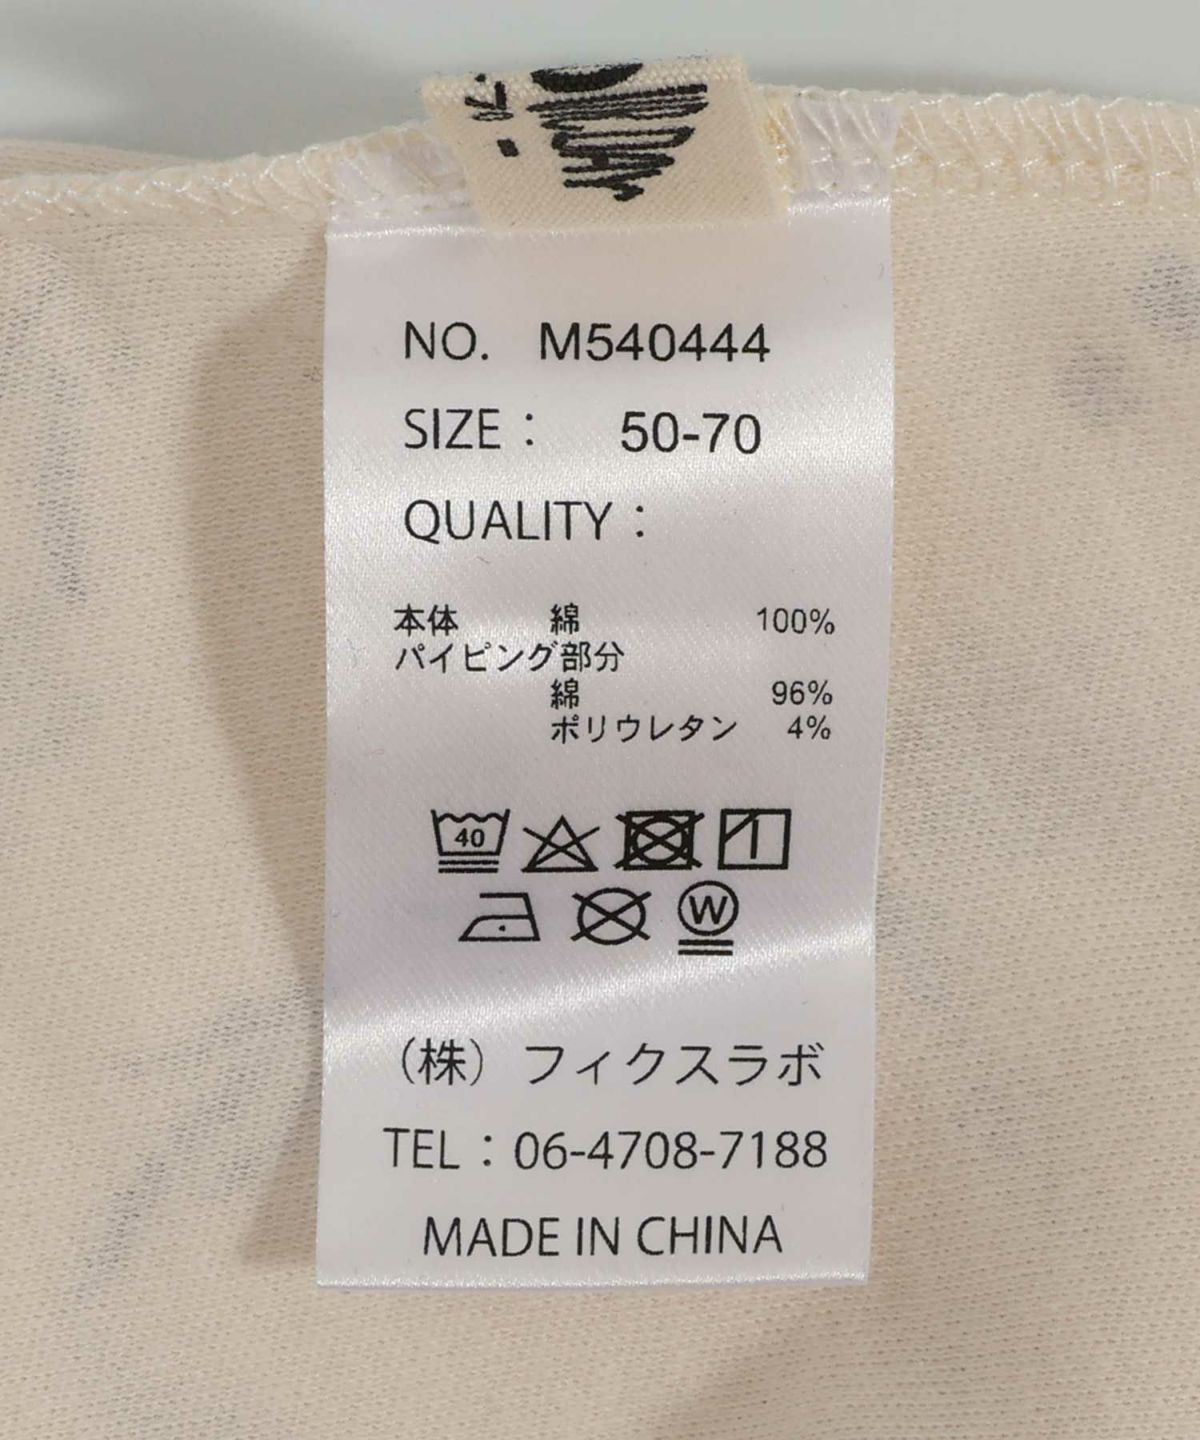 NO. M540444
SIZE： 50-70
QUALITY：
本体 綿 100%
パイピング部分
綿 96%
ポリウレタン 4%
40
W
（株）フィクスラボ
TEL：06-4708-7188
MADE IN CHINA